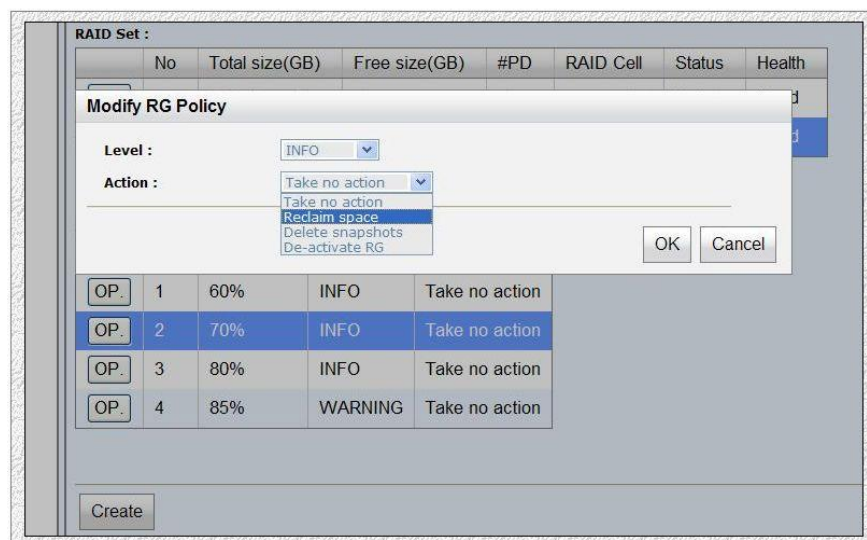 RAID Set :
No Total size(GB) Free size(GB) #PD RAID Cell Status Health
d
Modify RG Policy
d
Level : INFO
Action : Take no action
Take no action
Reclaim space
Delete snapshots
De-activate RG
OK Cancel
OP. 1 60% INFO Take no action
OP. 2 70% INFO Take no action
OP. 3 80% INFO Take no action
OP. 4 85% WARNING Take no action
Create